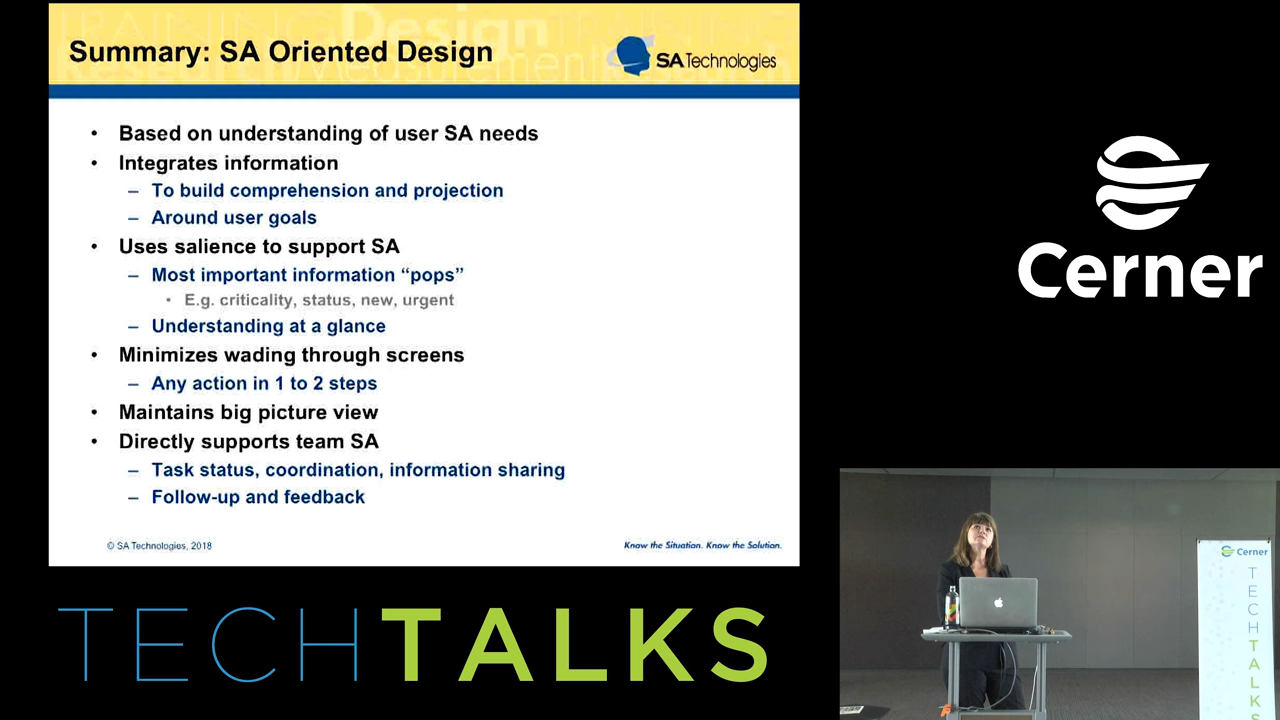 Summary: SA Oriented Design
SA Technologies
• Based on understanding of user SA needs
• Integrates information
– To build comprehension and projection
– Around user goals
• Uses salience to support SA
– Most important information “pops”
• E.g. criticality, status, new, urgent
– Understanding at a glance
• Minimizes wading through screens
– Any action in 1 to 2 steps
• Maintains big picture view
• Directly supports team SA
– Task status, coordination, information sharing
– Follow-up and feedback
© SA Technologies, 2018
Know the Situation. Know the Solution.
TECHTALKS
Cerner
Cerner
TECHTALKS